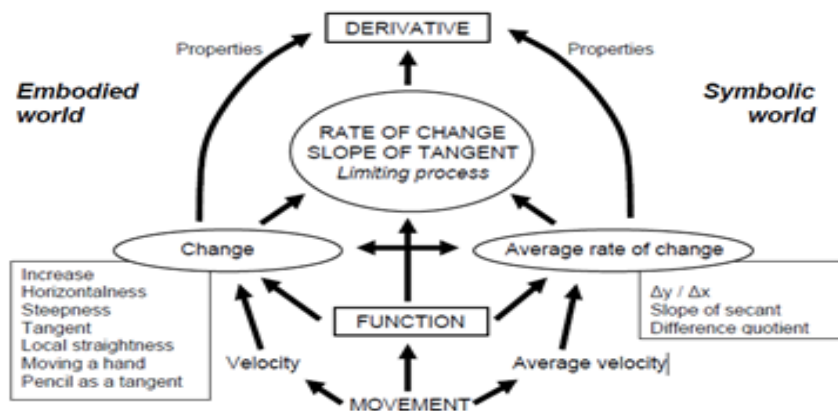 DERIVATIVE
Properties
Properties
Embodied
world
Symbolic
world
RATE OF CHANGE
SLOPE OF TANGENT
Limiting process
Change
Average rate of change
Increase
Horizontalness
Steepness
Tangent
Local straightness
Moving a hand
Pencil as a tangent
Δy / Δx
Slope of secant
Difference quotient
FUNCTION
Velocity
Average velocity
MOVEMENT